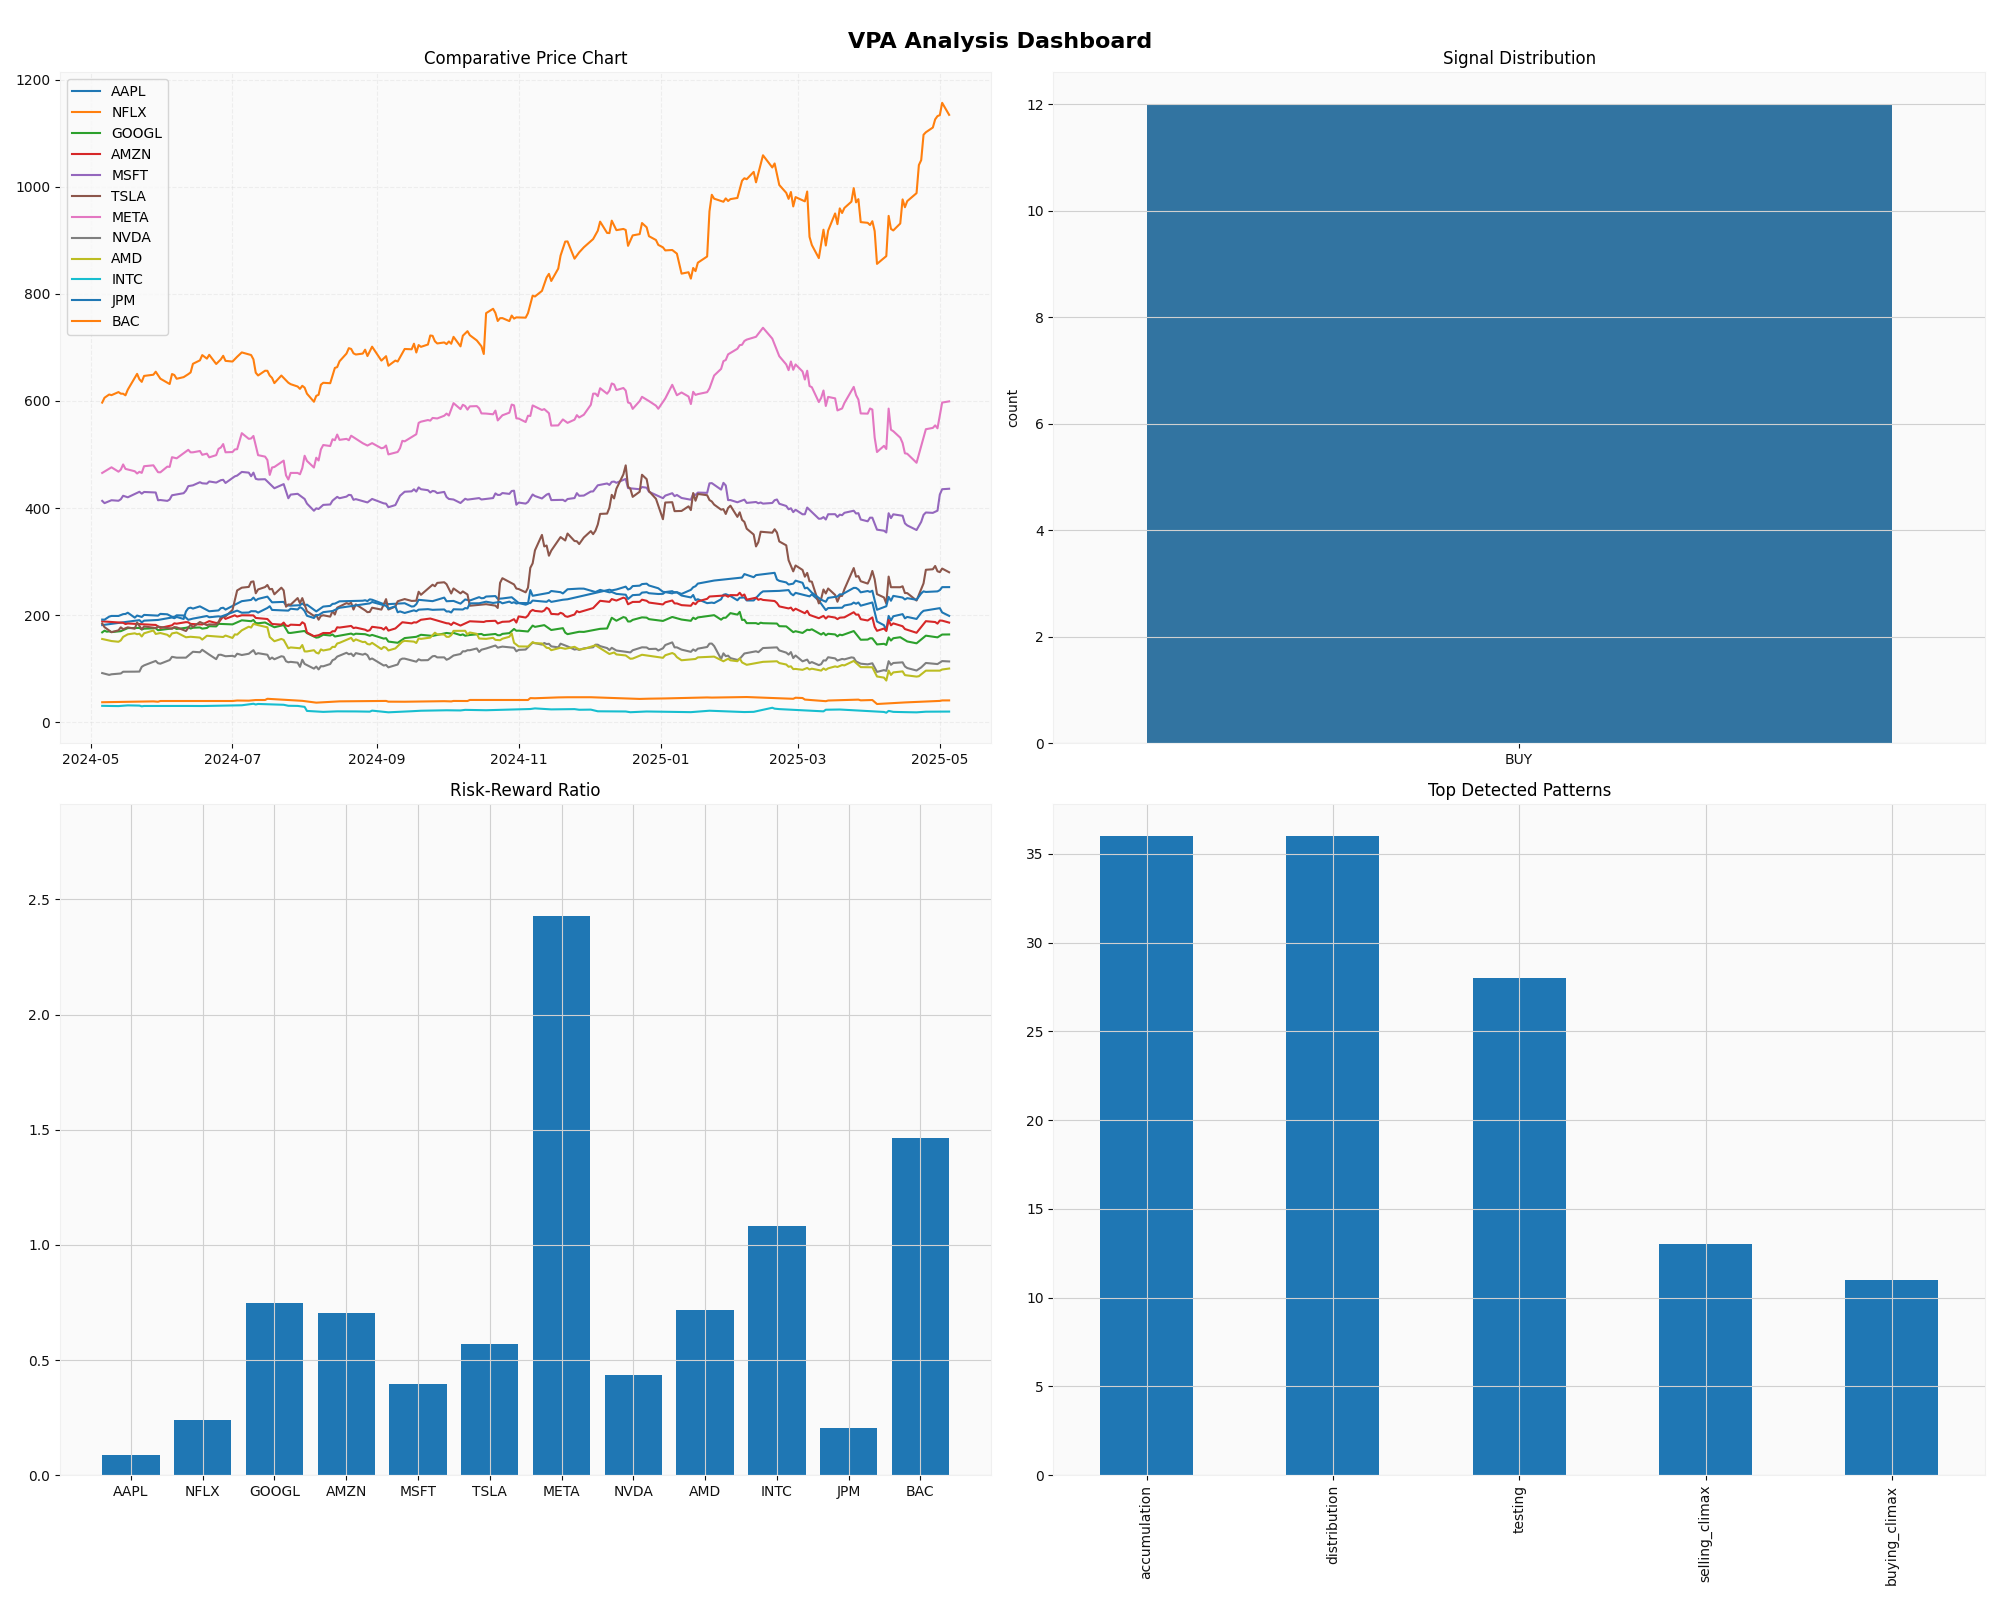 VPA Analysis Dashboard
Comparative Price Chart
1200
1000
800
600
400
200
0
AAPL
NFLX
GOOGL
AMZN
MSFT
TSLA
META
NVDA
AMD
INTC
JPM
BAC
2024-05 2024-07 2024-09 2024-11 2025-01 2025-03 2025-05
Signal Distribution
count
12
10
8
6
4
2
0
BUY
Risk-Reward Ratio
2.5
2.0
1.5
1.0
0.5
0.0
AAPL NFLX GOOGL AMZN MSFT TSLA META NVDA AMD INTC JPM BAC
Top Detected Patterns
35
30
25
20
15
10
5
0
accumulation
distribution
testing
selling_climax
buying_climax